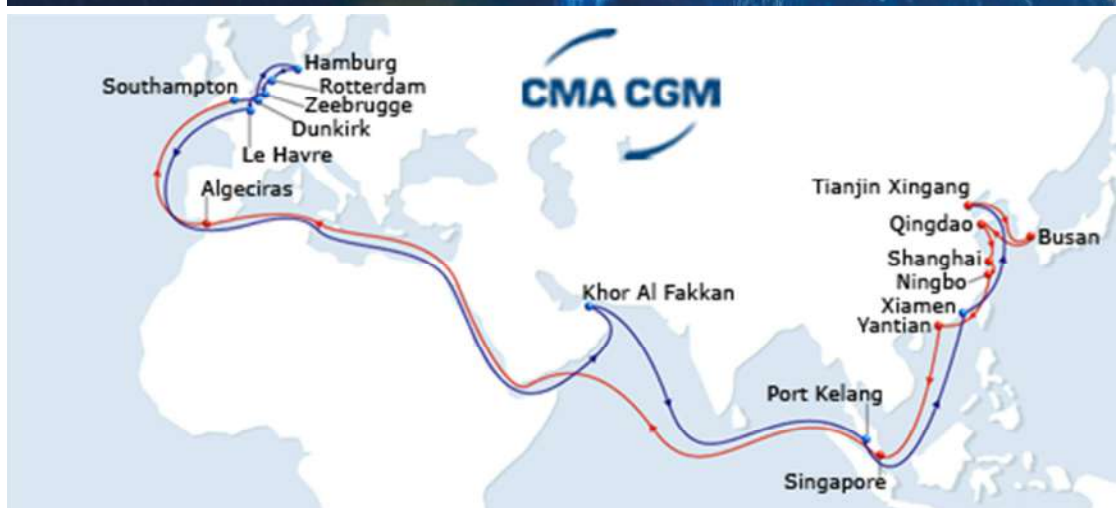 CMA CGM
Hamburg
Southampton
Rotterdam
Zeebrugge
Dunkirk
Le Havre
Algeciras
Tianjin Xingang
Qingdao
Busan
Shanghai
Ningbo
Khor Al Fakkan
Xiamen
Yantian
Port Kelang
Singapore